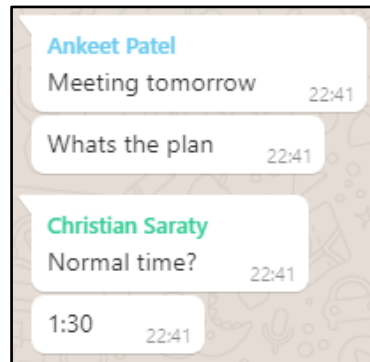 Ankeet Patel
Meeting tomorrow
22:41
Whats the plan
22:41
Christian Saraty
Normal time?
22:41
1:30
22:41